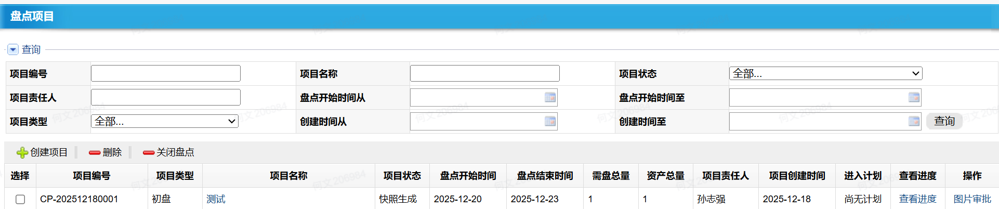 盘点项目
查询
项目编号 项目名称 项目状态 全部...
项目责任人 盘点开始时间从 盘点开始时间至
项目类型 全部... 创建时间从 创建时间至 查询
创建项目 删除 关闭盘点
选择 项目编号 项目类型 项目名称 项目状态 盘点开始时间 盘点结束时间 需盘总量 资产总量 项目责任人 项目创建时间 进入计划 查看进度 操作
CP-202512180001 初盘 测试 快照生成 2025-12-20 2025-12-23 1 1 孙志强 2025-12-18 尚无计划 查看进度 图片审批
何文 206984